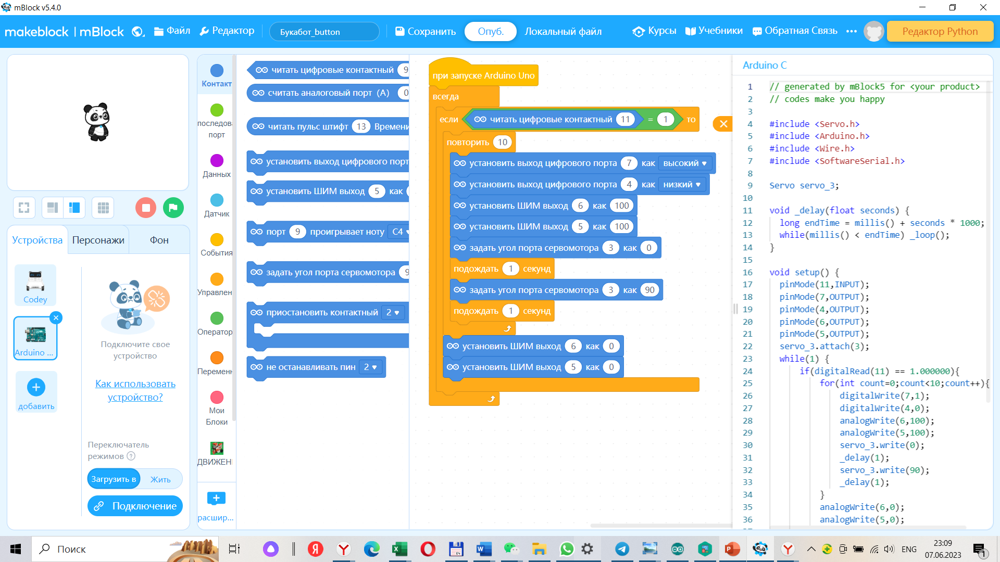 mBlock v5.4.0
makeblock | mBlock
Файл
Редактор
Букабот_button
Сохранить
Опуб.
Локальный файл
Курсы
Учебники
Обратная Связь
Редактор Python
Устройства
Персонажи
Фон
Codey
Arduino ...
добавить
Подключите свое
устройство
Как использовать
устройство?
Переключатель
режимов ?
Загрузить в
Жить
Подключение
Контакт
последова
порт
Данных
Датчик
События
Управлен
Оператор
Переменн
Мои
Блоки
ДВИЖЕНИ
расшир...
читать цифровые контактный 9
считать аналоговый порт (A) 0
читать пульс штифт 13 Времени
установить выход цифрового порт
установить ШИМ выход 5 как
порт 9 проигрывает ноту C4
задать угол порта сервомотора 9
приостановить контактный 2
не останавливать пин 2
при запуске Arduino Uno
всегда
если читать цифровые контактный 11 = 1 то
повторить 10
установить выход цифрового порта 7 как высокий
установить выход цифрового порта 4 как низкий
установить ШИМ выход 6 как 100
установить ШИМ выход 5 как 100
задать угол порта сервомотора 3 как 0
подождать 1 секунд
задать угол порта сервомотора 3 как 90
подождать 1 секунд
установить ШИМ выход 6 как 0
установить ШИМ выход 5 как 0
Arduino C
1 // generated by mBlock5 for <your product>
2 // codes make you happy
3
4 #include <Servo.h>
5 #include <Arduino.h>
6 #include <Wire.h>
7 #include <SoftwareSerial.h>
8
9 Servo servo_3;
10
11 void _delay(float seconds) {
12 long endTime = millis() + seconds * 1000;
13 while(millis() < endTime) _loop();
14 }
15
16 void setup() {
17 pinMode(11,INPUT);
18 pinMode(7,OUTPUT);
19 pinMode(4,OUTPUT);
20 pinMode(6,OUTPUT);
21 pinMode(5,OUTPUT);
22 servo_3.attach(3);
23 while(1) {
24 if(digitalRead(11) == 1.000000){
25 for(int count=0;count<10;count++){
26 digitalWrite(7,1);
27 digitalWrite(4,0);
28 analogWrite(6,100);
29 analogWrite(5,100);
30 servo_3.write(0);
31 _delay(1);
32 servo_3.write(90);
33 _delay(1);
34 }
35 analogWrite(6,0);
36 analogWrite(5,0);
Поиск
ENG
23:09
07.06.2023
1